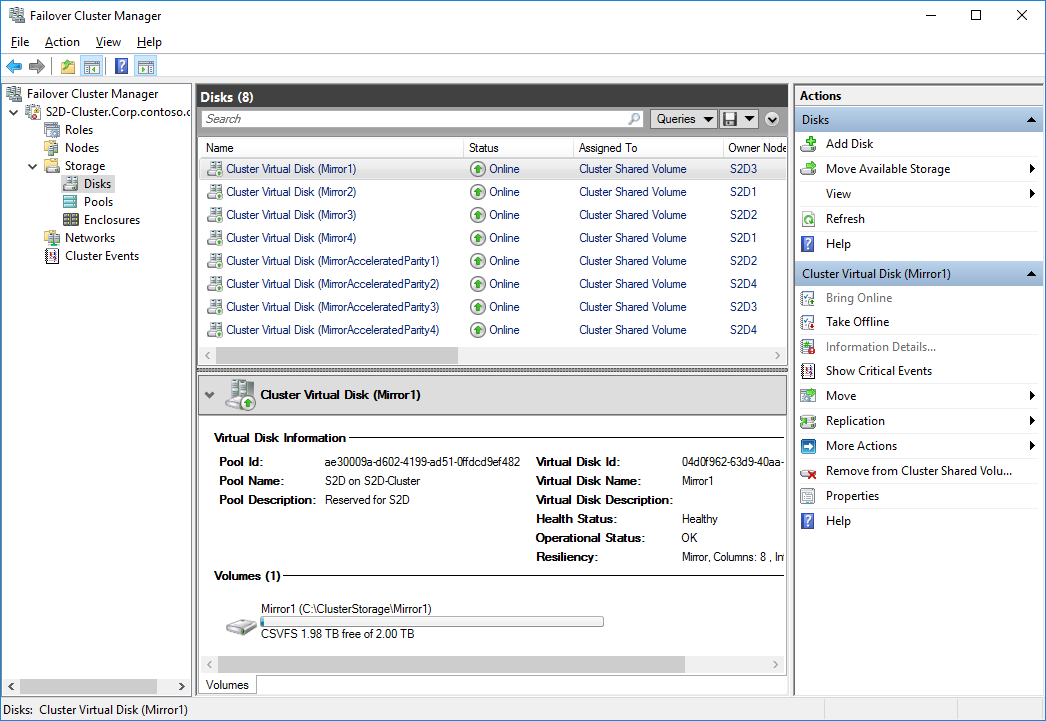 Failover Cluster Manager
File Action View Help
Failover Cluster Manager
S2D-Cluster.Corp.contoso.c
Roles
Nodes
Storage
Disks
Pools
Enclosures
Networks
Cluster Events
Disks (8)
Search Queries
Name Status Assigned To Owner Node
Cluster Virtual Disk (Mirror1) Online Cluster Shared Volume S2D3
Cluster Virtual Disk (Mirror2) Online Cluster Shared Volume S2D1
Cluster Virtual Disk (Mirror3) Online Cluster Shared Volume S2D2
Cluster Virtual Disk (Mirror4) Online Cluster Shared Volume S2D1
Cluster Virtual Disk (MirrorAcceleratedParity1) Online Cluster Shared Volume S2D2
Cluster Virtual Disk (MirrorAcceleratedParity2) Online Cluster Shared Volume S2D4
Cluster Virtual Disk (MirrorAcceleratedParity3) Online Cluster Shared Volume S2D3
Cluster Virtual Disk (MirrorAcceleratedParity4) Online Cluster Shared Volume S2D4
Cluster Virtual Disk (Mirror1)
Virtual Disk Information
Pool Id: ae30009a-d602-4199-ad51-0ffdcd9ef482 Virtual Disk Id: 04d0f962-63d9-40aa-
Pool Name: S2D on S2D-Cluster Virtual Disk Name: Mirror1
Pool Description: Reserved for S2D Virtual Disk Description:
Health Status: Healthy
Operational Status: OK
Resiliency: Mirror, Columns: 8 , In
Volumes (1)
Mirror1 (C:\ClusterStorage\Mirror1)
CSVFS 1.98 TB free of 2.00 TB
Volumes
Actions
Disks
Add Disk
Move Available Storage
View
Refresh
Help
Cluster Virtual Disk (Mirror1)
Bring Online
Take Offline
Information Details...
Show Critical Events
Move
Replication
More Actions
Remove from Cluster Shared Volu...
Properties
Help
Disks: Cluster Virtual Disk (Mirror1)